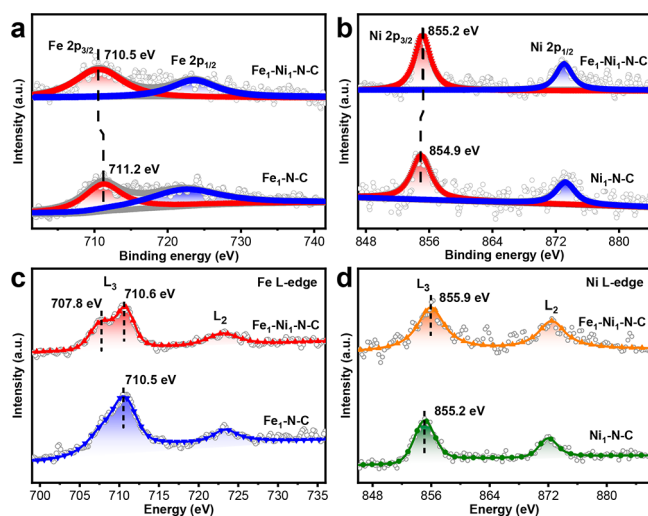 a
Fe 2p3/2
710.5 eV
Fe 2p1/2
Fe1-Ni1-N-C
711.2 eV
Fe1-N-C
Intensity (a.u.)
710 720 730 740
Binding energy (eV)
b
Ni 2p3/2
855.2 eV
Ni 2p1/2
Fe1-Ni1-N-C
854.9 eV
Ni1-N-C
Intensity (a.u.)
848 856 864 872 880
Binding energy (eV)
c
L3
Fe L-edge
707.8 eV
710.6 eV
L2
Fe1-Ni1-N-C
710.5 eV
Fe1-N-C
Intensity (a.u.)
700 705 710 715 720 725 730 735
Energy (eV)
d
L3
Ni L-edge
855.9 eV
L2
Fe1-Ni1-N-C
855.2 eV
Ni1-N-C
Intensity (a.u.)
848 856 864 872 880
Energy (eV)